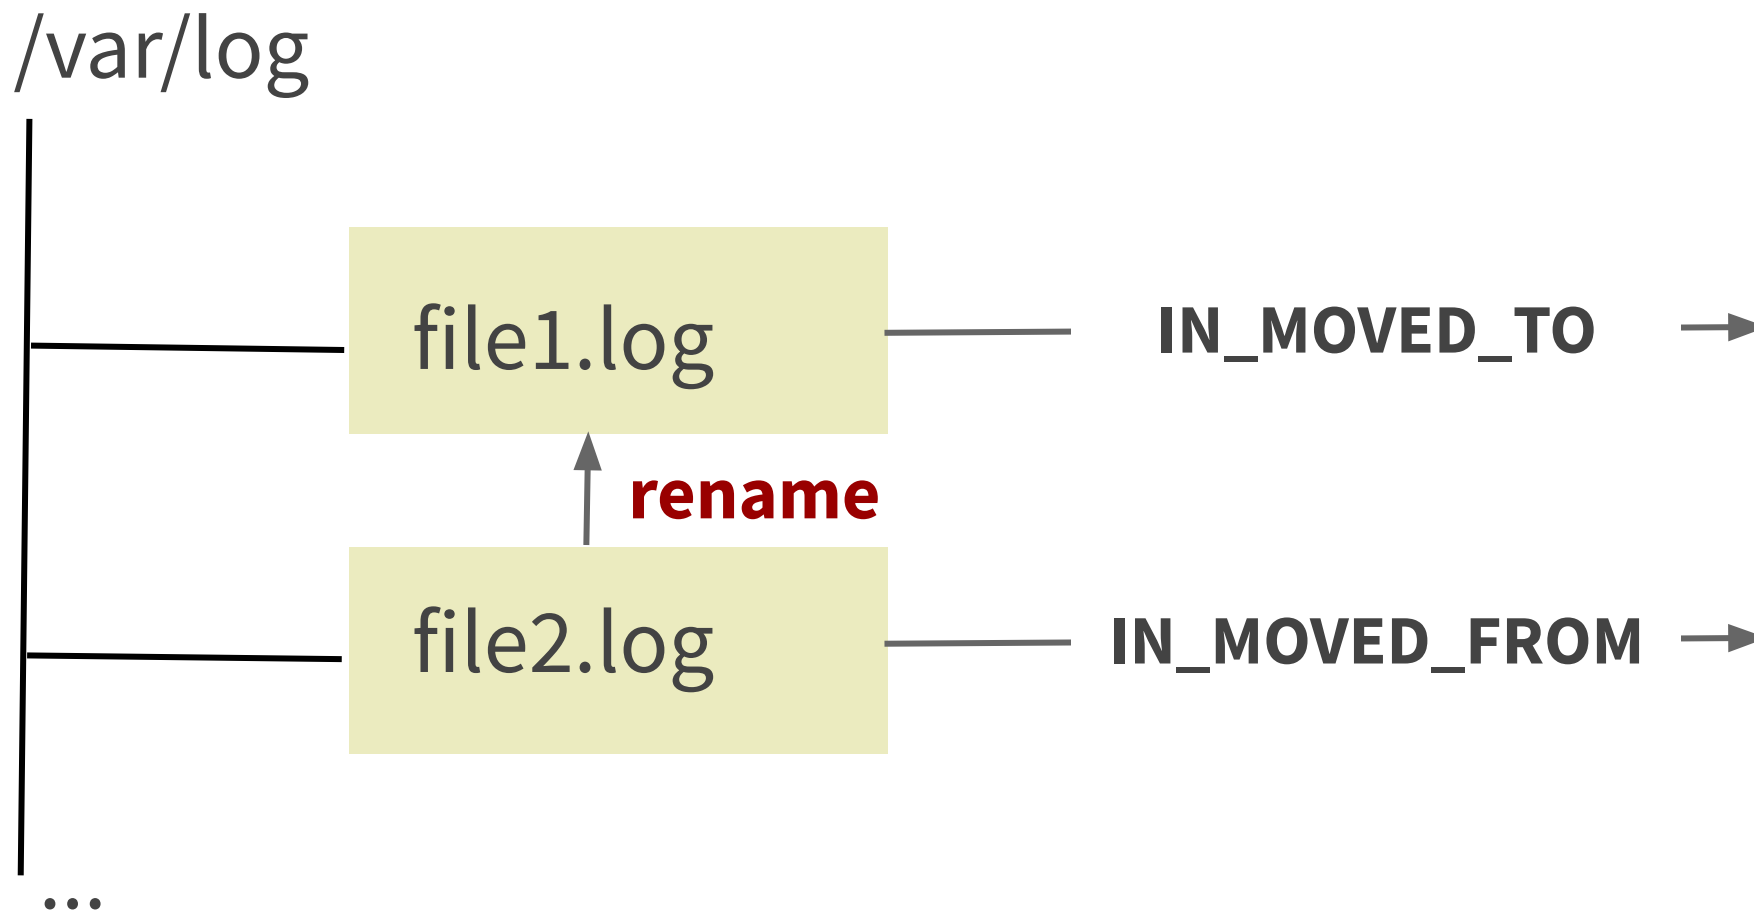 /var/log
file1.log
IN_MOVED_TO
rename
file2.log
IN_MOVED_FROM
...